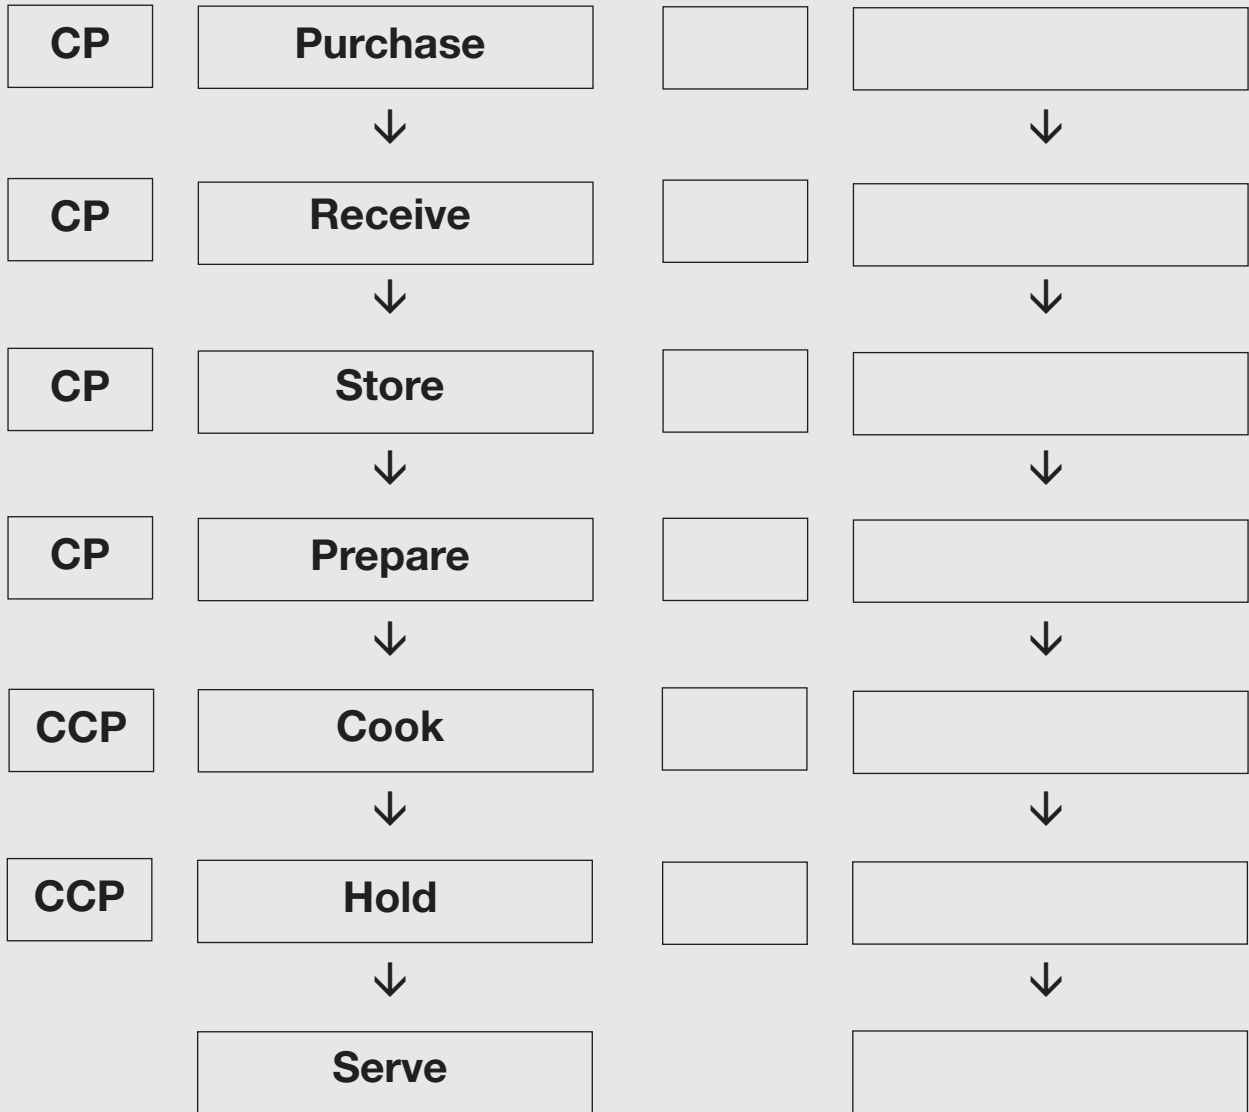 CP Purchase
CP Receive
CP Store
CP Prepare
CCP Cook
CCP Hold
Serve